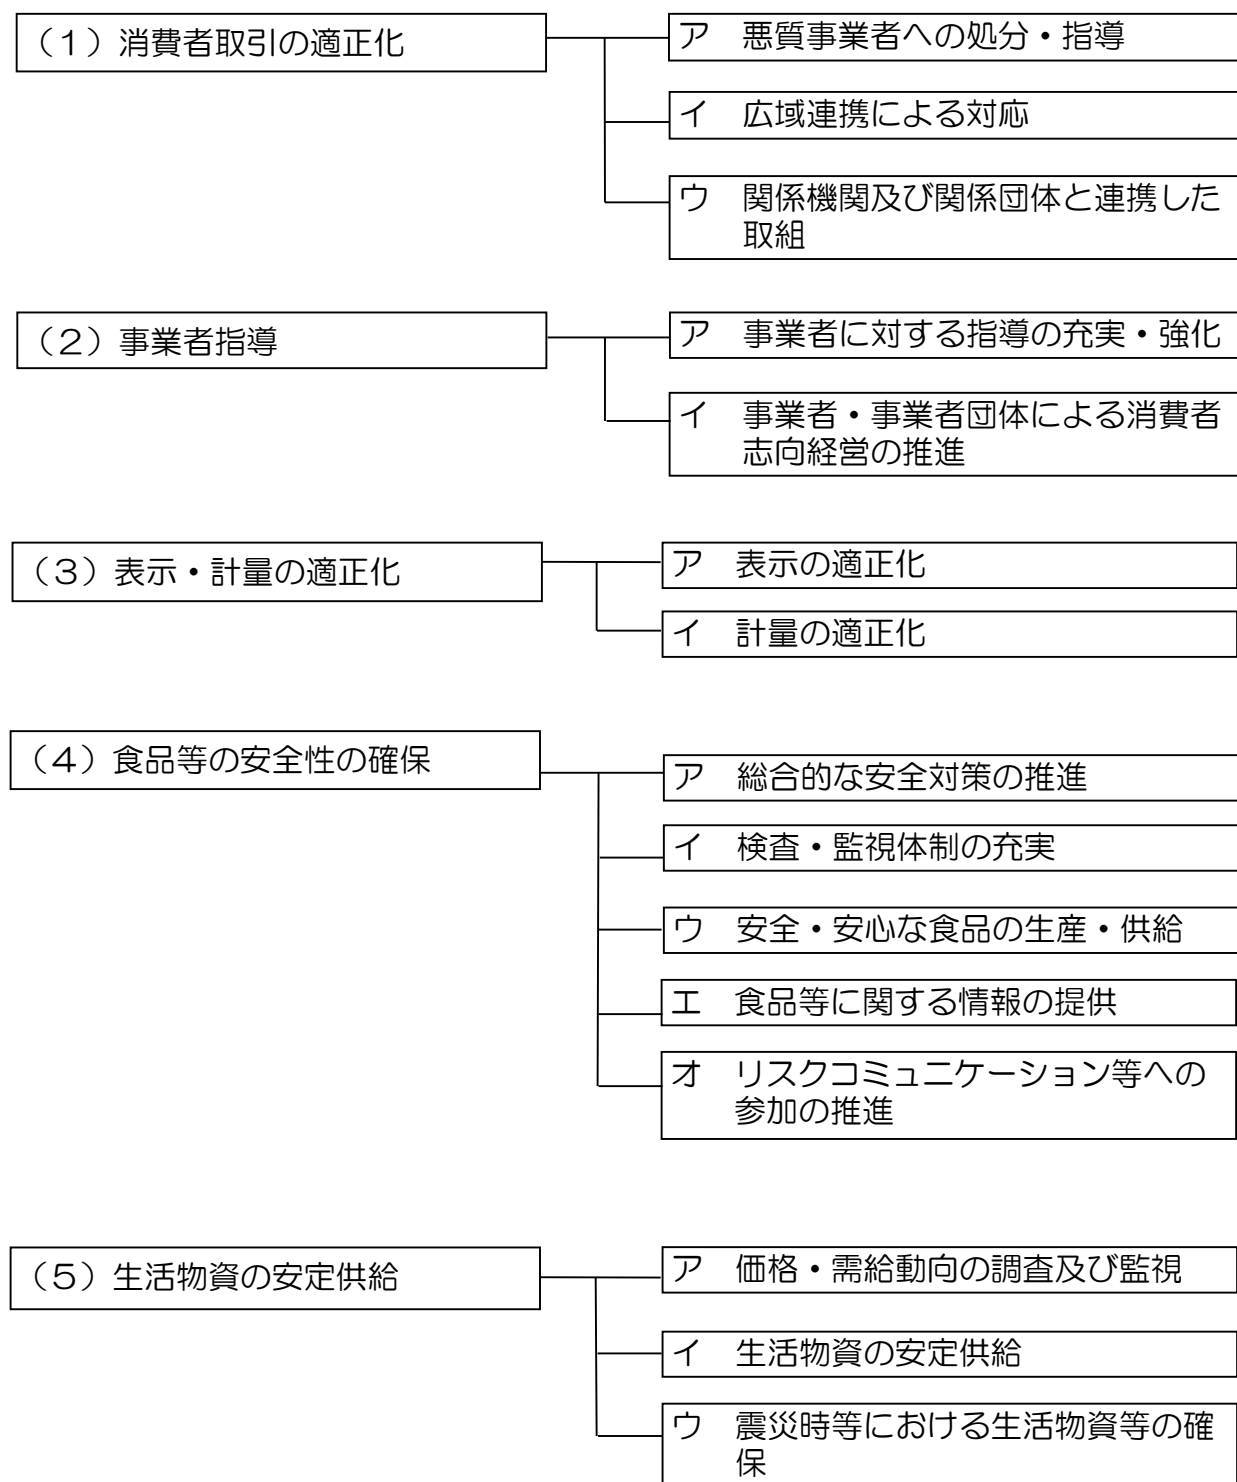 （１）消費者取引の適正化
ア　悪質事業者への処分・指導
イ　広域連携による対応
ウ　関係機関及び関係団体と連携した
取組
（２）事業者指導
ア　事業者に対する指導の充実・強化
イ　事業者・事業者団体による消費者
志向経営の推進
（３）表示・計量の適正化
ア　表示の適正化
イ　計量の適正化
（４）食品等の安全性の確保
ア　総合的な安全対策の推進
イ　検査・監視体制の充実
ウ　安全・安心な食品の生産・供給
エ　食品等に関する情報の提供
オ　リスクコミュニケーション等への
参加の推進
（５）生活物資の安定供給
ア　価格・需給動向の調査及び監視
イ　生活物資の安定供給
ウ　震災時等における生活物資等の確
保